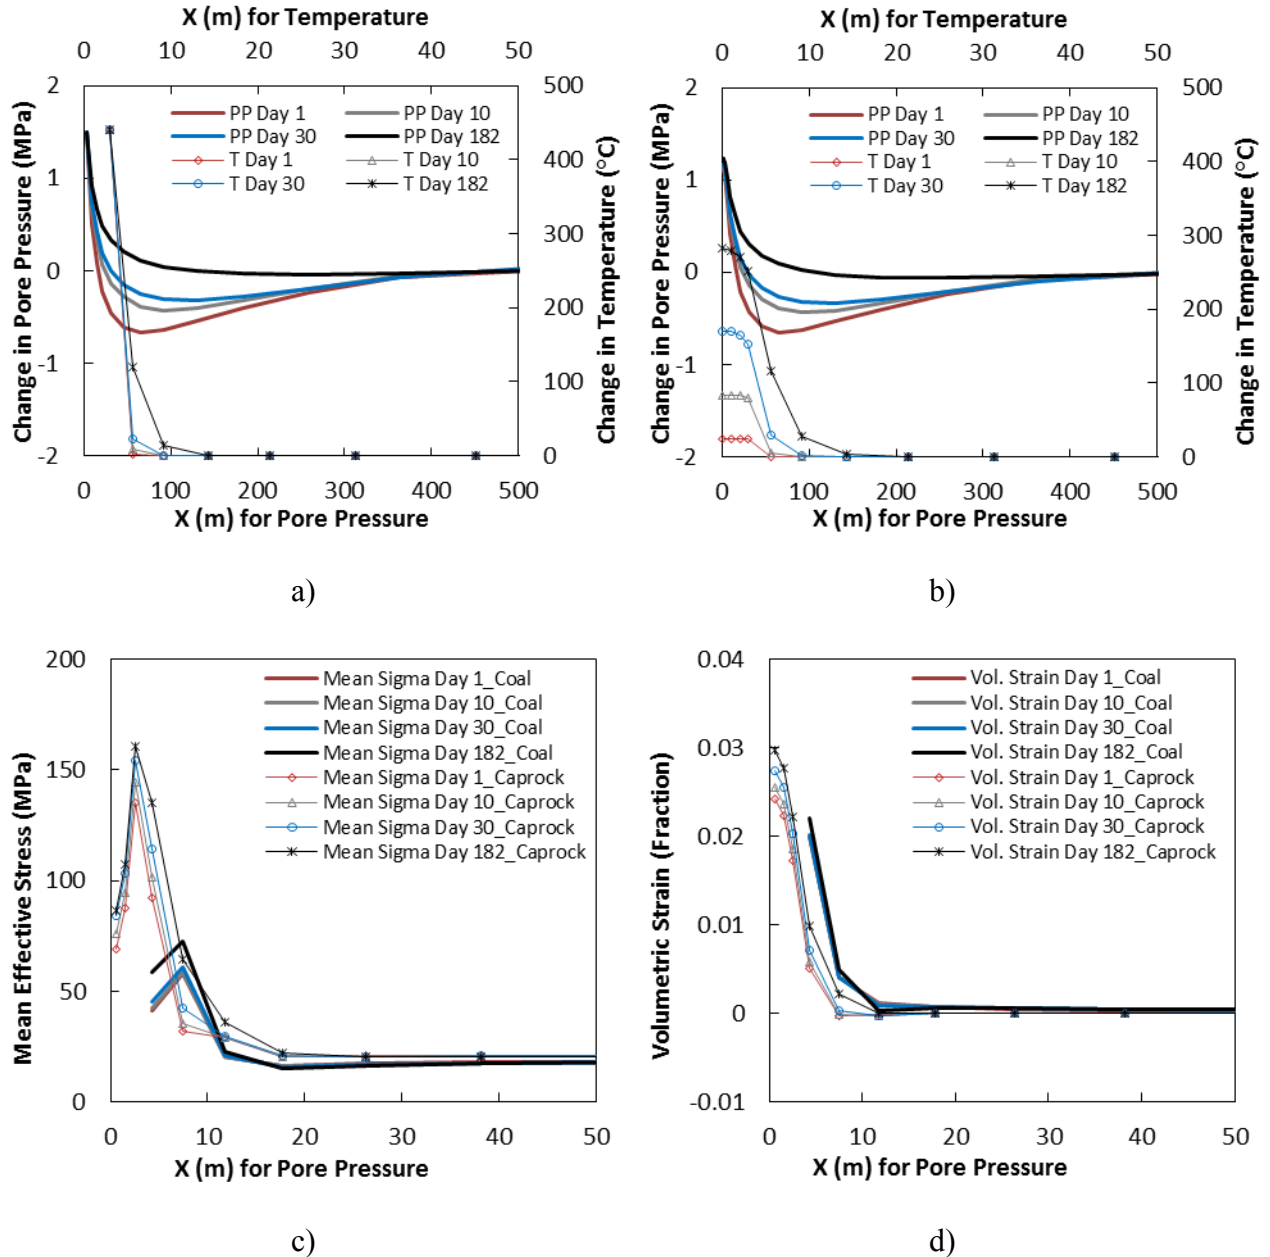 X (m) for Temperature
0 10 20 30 40 50
2 1 0 -1 -2
Change in Pore Pressure (MPa)
PP Day 1 PP Day 10
PP Day 30 PP Day 182
T Day 1 T Day 10
T Day 30 T Day 182
500 400 300 200 100 0
Change in Temperature (°C)
0 100 200 300 400 500
X (m) for Pore Pressure
a)
X (m) for Temperature
0 10 20 30 40 50
2 1 0 -1 -2
Change in Pore Pressure (MPa)
PP Day 1 PP Day 10
PP Day 30 PP Day 182
T Day 1 T Day 10
T Day 30 T Day 182
500 400 300 200 100 0
Change in Temperature (°C)
0 100 200 300 400 500
X (m) for Pore Pressure
b)
200 150 100 50 0
Mean Effective Stress (MPa)
Mean Sigma Day 1_Coal
Mean Sigma Day 10_Coal
Mean Sigma Day 30_Coal
Mean Sigma Day 182_Coal
Mean Sigma Day 1_Caprock
Mean Sigma Day 10_Caprock
Mean Sigma Day 30_Caprock
Mean Sigma Day 182_Caprock
0 10 20 30 40 50
X (m) for Pore Pressure
c)
0.04 0.03 0.02 0.01 0 -0.01
Volumetric Strain (Fraction)
Vol. Strain Day 1_Coal
Vol. Strain Day 10_Coal
Vol. Strain Day 30_Coal
Vol. Strain Day 182_Coal
Vol. Strain Day 1_Caprock
Vol. Strain Day 10_Caprock
Vol. Strain Day 30_Caprock
Vol. Strain Day 182_Caprock
0 10 20 30 40 50
X (m) for Pore Pressure
d)